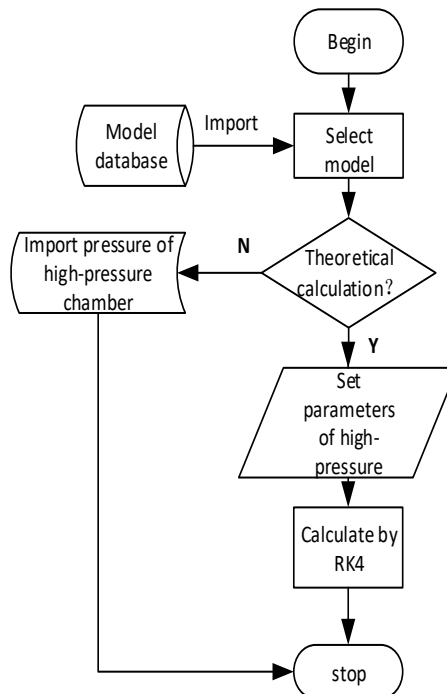 Begin
Import
Model
database
Select
model
N
Import pressure of
high-pressure
chamber
Theoretical
calculation?
Y
Set
parameters
of high-
pressure
Calculate by
RK4
stop